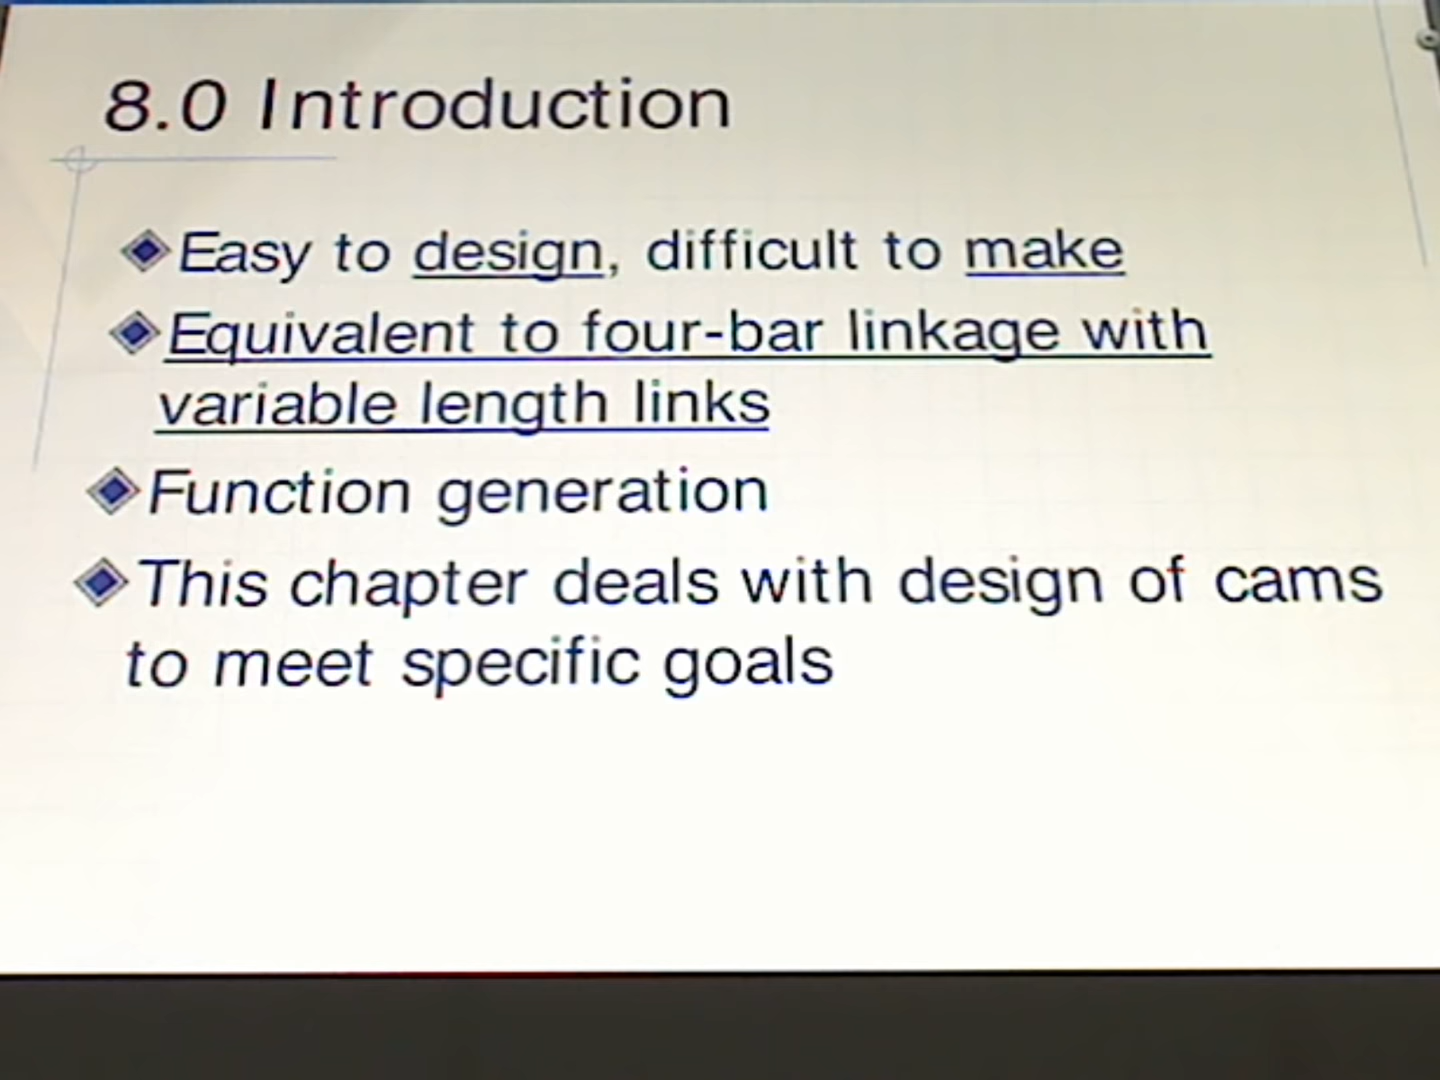 8.0 Introduction
Easy to design, difficult to make
Equivalent to four-bar linkage with
variable length links
Function generation
This chapter deals with design of cams
to meet specific goals